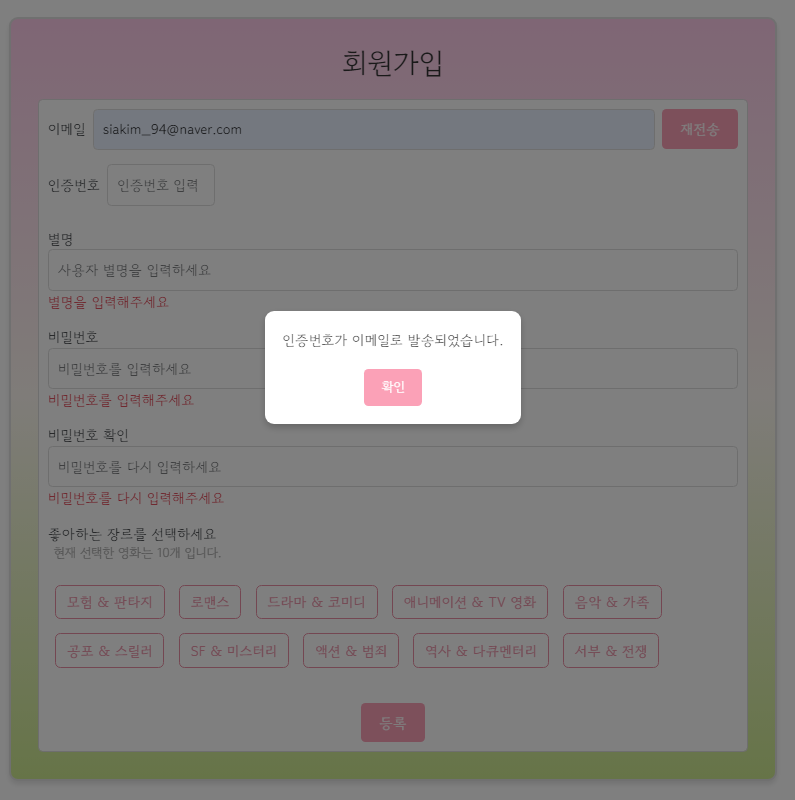 회원가입
이메일 siakim_94@naver.com 재전송
인증번호 인증번호 입력
별명
사용자 별명을 입력하세요
별명을 입력해주세요
비밀번호
인증번호가 이메일로 발송되었습니다.
비밀번호를 입력하세요
확인
비밀번호를 입력해주세요
비밀번호 확인
비밀번호를 다시 입력하세요
비밀번호를 다시 입력해주세요
좋아하는 장르를 선택하세요
현재 선택한 영화는 10개 입니다.
모험 & 판타지 로맨스 드라마 & 코미디 애니메이션 & TV 영화 음악 & 가족
공포 & 스릴러 SF & 미스터리 액션 & 범죄 역사 & 다큐멘터리 서부 & 전쟁
등록